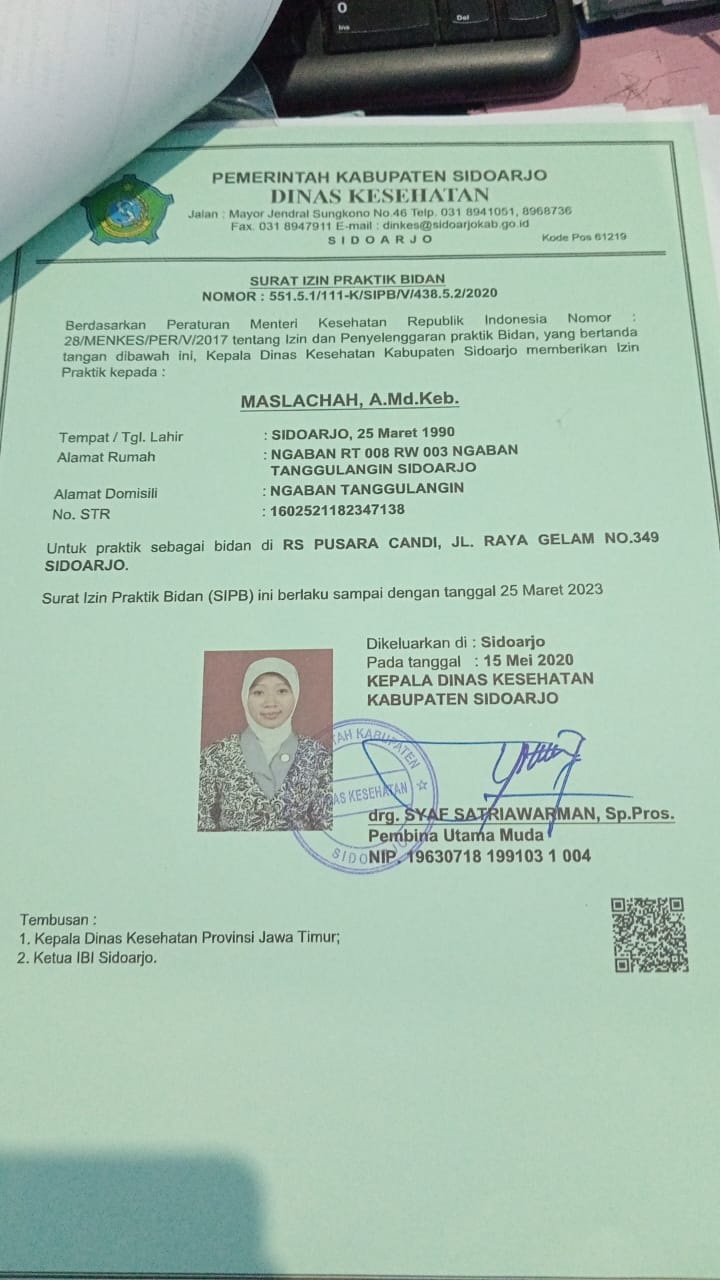 0
Ins
Del
PEMERINTAH KABUPATEN SIDOARJO
DINAS KESEHATAN
Jalan : Mayor Jendral Sungkono No.46 Telp. 031 8941051, 8968736
Fax. 031 8947911 E-mail : dinkes@sidoarjokab.go.id
S I D O A R J O
Kode Pos 61219
SURAT IZIN PRAKTIK BIDAN
NOMOR : 551.5.1/111-K/SIPB/V/438.5.2/2020
Berdasarkan Peraturan Menteri Kesehatan Republik Indonesia Nomor :
28/MENKES/PER/V/2017 tentang Izin dan Penyelenggaran praktik Bidan, yang bertanda
tangan dibawah ini, Kepala Dinas Kesehatan Kabupaten Sidoarjo memberikan Izin
Praktik kepada :
MASLACHAH, A.Md.Keb.
Tempat / Tgl. Lahir : SIDOARJO, 25 Maret 1990
Alamat Rumah : NGABAN RT 008 RW 003 NGABAN
TANGGULANGIN SIDOARJO
Alamat Domisili : NGABAN TANGGULANGIN
No. STR : 1602521182347138
Untuk praktik sebagai bidan di RS PUSARA CANDI, JL. RAYA GELAM NO.349
SIDOARJO.
Surat Izin Praktik Bidan (SIPB) ini berlaku sampai dengan tanggal 25 Maret 2023
Dikeluarkan di : Sidoarjo
Pada tanggal : 15 Mei 2020
KEPALA DINAS KESEHATAN
KABUPATEN SIDOARJO
TAH KABUPATEN
AS KESEHATAN
SIDO
drg. SYAF SATRIAWARMAN, Sp.Pros.
Pembina Utama Muda
NIP. 19630718 199103 1 004
Tembusan :
1. Kepala Dinas Kesehatan Provinsi Jawa Timur;
2. Ketua IBI Sidoarjo.